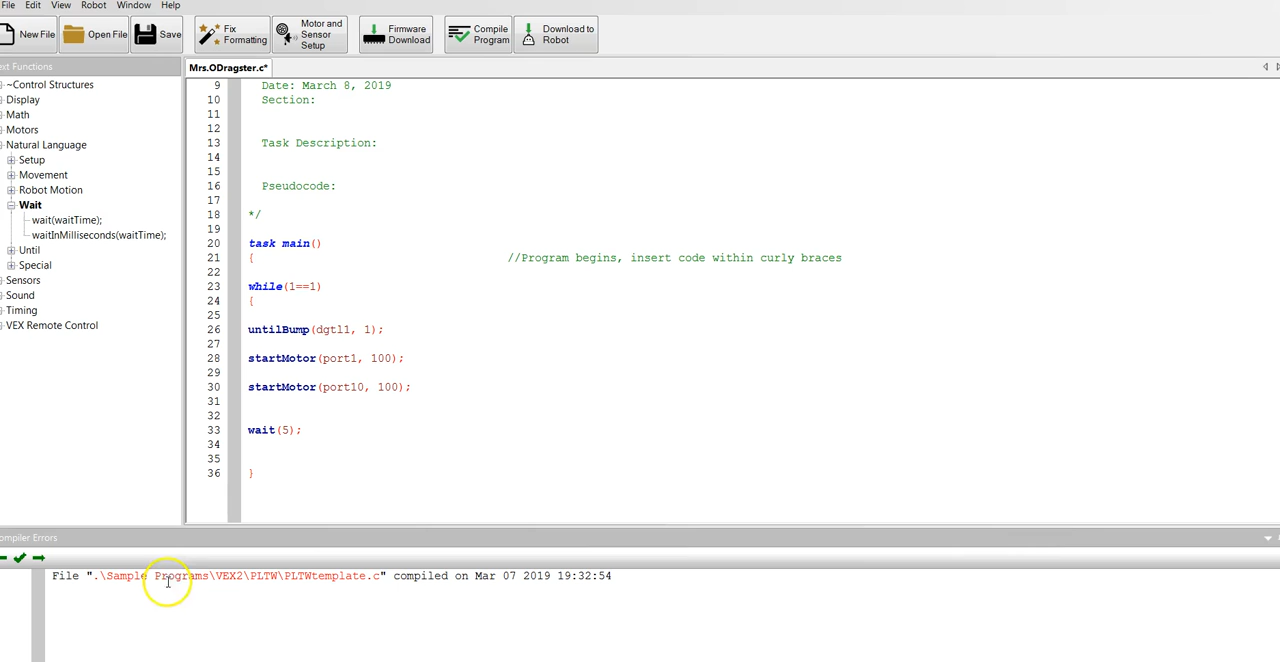 File Edit View Robot Window Help
New File Open File Save Fix Formatting Motor and Sensor Setup Firmware Download Compile Program Download to Robot
ext Functions
Mrs.ODragster.c*
~Control Structures
Display
Math
Motors
Natural Language
Setup
Movement
Robot Motion
Wait
wait(waitTime);
waitInMilliseconds(waitTime);
Until
Special
Sensors
Sound
Timing
VEX Remote Control
9 Date: March 8, 2019
10 Section:
11
12
13 Task Description:
14
15
16 Pseudocode:
17
18 */
19
20 task main()
21 { //Program begins, insert code within curly braces
22
23 while(1==1)
24 {
25
26 untilBump(dgtl1, 1);
27
28 startMotor(port1, 100);
29
30 startMotor(port10, 100);
31
32
33 wait(5);
34
35
36 }
ompiler Errors
File ".\Sample Programs\VEX2\PLTW\PLTWtemplate.c" compiled on Mar 07 2019 19:32:54